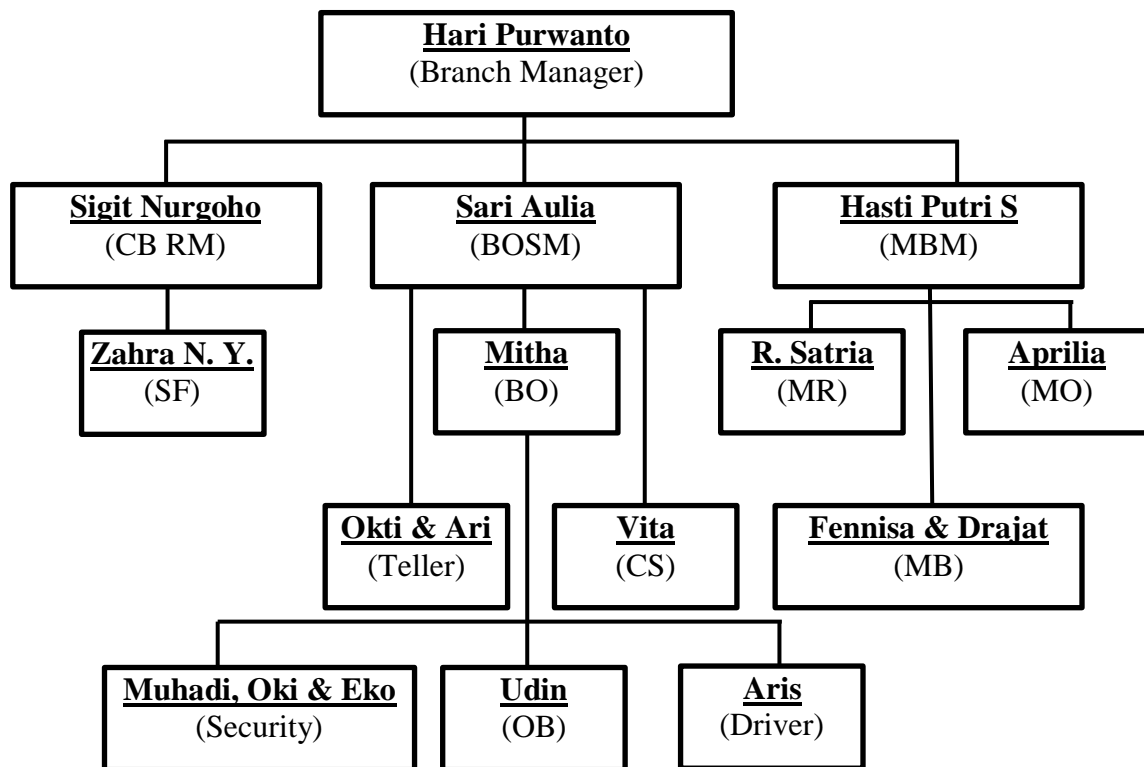 Hari Purwanto
(Branch Manager)
Sigit Nurgoho
(CB RM)
Sari Aulia
(BOSM)
Hasti Putri S
(MBM)
Zahra N. Y.
(SF)
Mitha
(BO)
R. Satria
(MR)
Aprilia
(MO)
Okti & Ari
(Teller)
Vita
(CS)
Fennisa & Drajat
(MB)
Muhadi, Oki & Eko
(Security)
Udin
(OB)
Aris
(Driver)